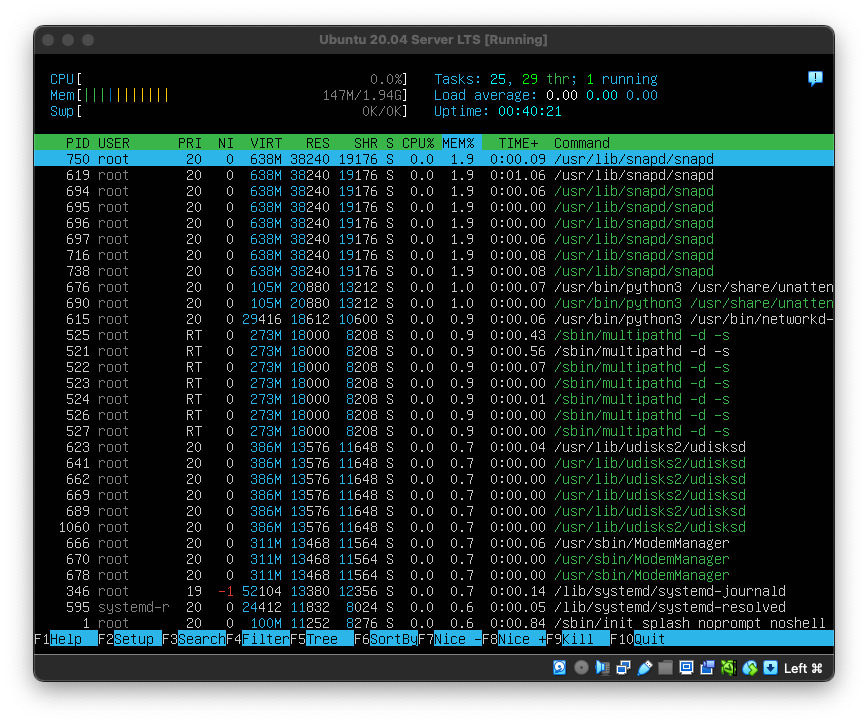 Ubuntu 20.04 Server LTS [Running]
CPU[ 0.0%] Tasks: 25, 29 thr; 1 running
Mem[||||||||||| 147M/1.94G] Load average: 0.00 0.00 0.00
Swp[ 0K/0K] Uptime: 00:40:21
PID USER PRI NI VIRT RES SHR S CPU% MEM% TIME+ Command
750 root 20 0 638M 38240 19176 S 0.0 1.9 0:00.09 /usr/lib/snapd/snapd
619 root 20 0 638M 38240 19176 S 0.0 1.9 0:01.06 /usr/lib/snapd/snapd
694 root 20 0 638M 38240 19176 S 0.0 1.9 0:00.06 /usr/lib/snapd/snapd
695 root 20 0 638M 38240 19176 S 0.0 1.9 0:00.00 /usr/lib/snapd/snapd
696 root 20 0 638M 38240 19176 S 0.0 1.9 0:00.00 /usr/lib/snapd/snapd
697 root 20 0 638M 38240 19176 S 0.0 1.9 0:00.06 /usr/lib/snapd/snapd
716 root 20 0 638M 38240 19176 S 0.0 1.9 0:00.08 /usr/lib/snapd/snapd
738 root 20 0 638M 38240 19176 S 0.0 1.9 0:00.08 /usr/lib/snapd/snapd
676 root 20 0 105M 20880 13212 S 0.0 1.0 0:00.07 /usr/bin/python3 /usr/share/unatten
690 root 20 0 105M 20880 13212 S 0.0 1.0 0:00.00 /usr/bin/python3 /usr/share/unatten
615 root 20 0 29416 18612 10600 S 0.0 0.9 0:00.06 /usr/bin/python3 /usr/bin/networkd-
525 root RT 0 273M 18000 8208 S 0.0 0.9 0:00.43 /sbin/multipathd -d -s
521 root RT 0 273M 18000 8208 S 0.0 0.9 0:00.56 /sbin/multipathd -d -s
522 root RT 0 273M 18000 8208 S 0.0 0.9 0:00.07 /sbin/multipathd -d -s
523 root RT 0 273M 18000 8208 S 0.0 0.9 0:00.00 /sbin/multipathd -d -s
524 root RT 0 273M 18000 8208 S 0.0 0.9 0:00.01 /sbin/multipathd -d -s
526 root RT 0 273M 18000 8208 S 0.0 0.9 0:00.00 /sbin/multipathd -d -s
527 root RT 0 273M 18000 8208 S 0.0 0.9 0:00.00 /sbin/multipathd -d -s
623 root 20 0 386M 13576 11648 S 0.0 0.7 0:00.04 /usr/lib/udisks2/udisksd
641 root 20 0 386M 13576 11648 S 0.0 0.7 0:00.00 /usr/lib/udisks2/udisksd
662 root 20 0 386M 13576 11648 S 0.0 0.7 0:00.00 /usr/lib/udisks2/udisksd
669 root 20 0 386M 13576 11648 S 0.0 0.7 0:00.00 /usr/lib/udisks2/udisksd
689 root 20 0 386M 13576 11648 S 0.0 0.7 0:00.00 /usr/lib/udisks2/udisksd
1060 root 20 0 386M 13576 11648 S 0.0 0.7 0:00.00 /usr/lib/udisks2/udisksd
666 root 20 0 311M 13468 11564 S 0.0 0.7 0:00.06 /usr/sbin/ModemManager
670 root 20 0 311M 13468 11564 S 0.0 0.7 0:00.00 /usr/sbin/ModemManager
678 root 20 0 311M 13468 11564 S 0.0 0.7 0:00.00 /usr/sbin/ModemManager
346 root 19 -1 52104 13380 12356 S 0.0 0.7 0:00.14 /lib/systemd/systemd-journald
595 systemd-r 20 0 24412 11832 8024 S 0.0 0.6 0:00.05 /lib/systemd/systemd-resolved
1 root 20 0 100M 11252 8276 S 0.0 0.6 0:00.84 /sbin/init splash noprompt noshell
F1Help F2Setup F3SearchF4FilterF5Tree F6SortByF7Nice -F8Nice +F9Kill F10Quit
Left ⌘